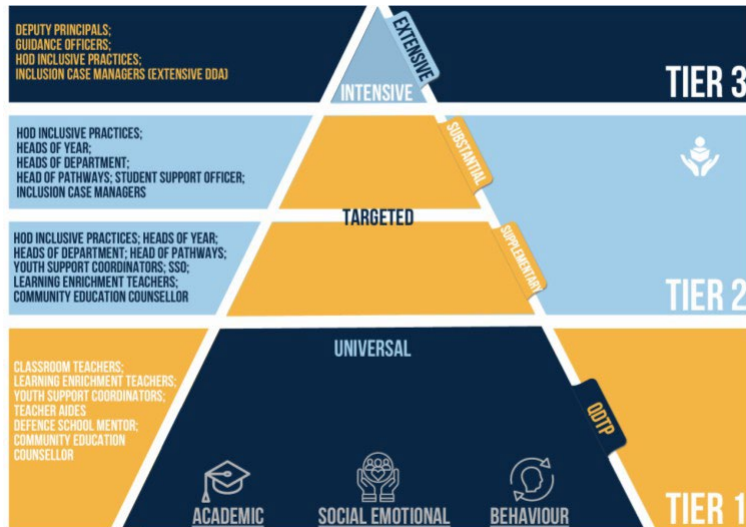 DEPUTY PRINCIPALS;
GUIDANCE OFFICERS;
HOD INCLUSIVE PRACTICES;
INCLUSION CASE MANAGERS (EXTENSIVE DDA)
INTENSIVE
EXTENSIVE
TIER 3
HOD INCLUSIVE PRACTICES;
HEADS OF YEAR;
HEADS OF DEPARTMENT;
HEAD OF PATHWAYS; STUDENT SUPPORT OFFICER;
INCLUSION CASE MANAGERS
SUBSTANTIAL
TARGETED
HOD INCLUSIVE PRACTICES; HEADS OF YEAR;
HEADS OF DEPARTMENT; HEAD OF PATHWAYS;
YOUTH SUPPORT COORDINATORS; SSO;
LEARNING ENRICHMENT TEACHERS;
COMMUNITY EDUCATION COUNSELLOR
SUPPLEMENTARY
TIER 2
UNIVERSAL
CLASSROOM TEACHERS;
LEARNING ENRICHMENT TEACHERS;
YOUTH SUPPORT COORDINATORS;
TEACHER AIDES
DEFENCE SCHOOL MENTOR;
COMMUNITY EDUCATION
COUNSELLOR
QDTP
ACADEMIC
SOCIAL EMOTIONAL
BEHAVIOUR
TIER 1